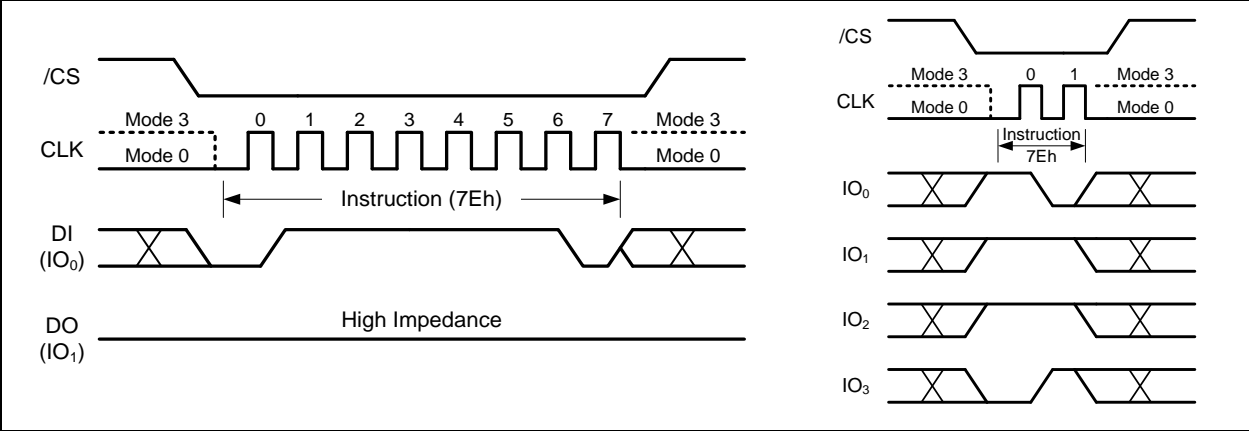 /CS
Mode 3 0 1 2 3 4 5 6 7 Mode 3
CLK
Mode 0 Mode 0
Instruction (7Eh)
DI
(IO₀)
High Impedance
DO
(IO₁)
/CS
Mode 3 0 1 Mode 3
CLK
Mode 0 Mode 0
Instruction
7Eh
IO₀
IO₁
IO₂
IO₃